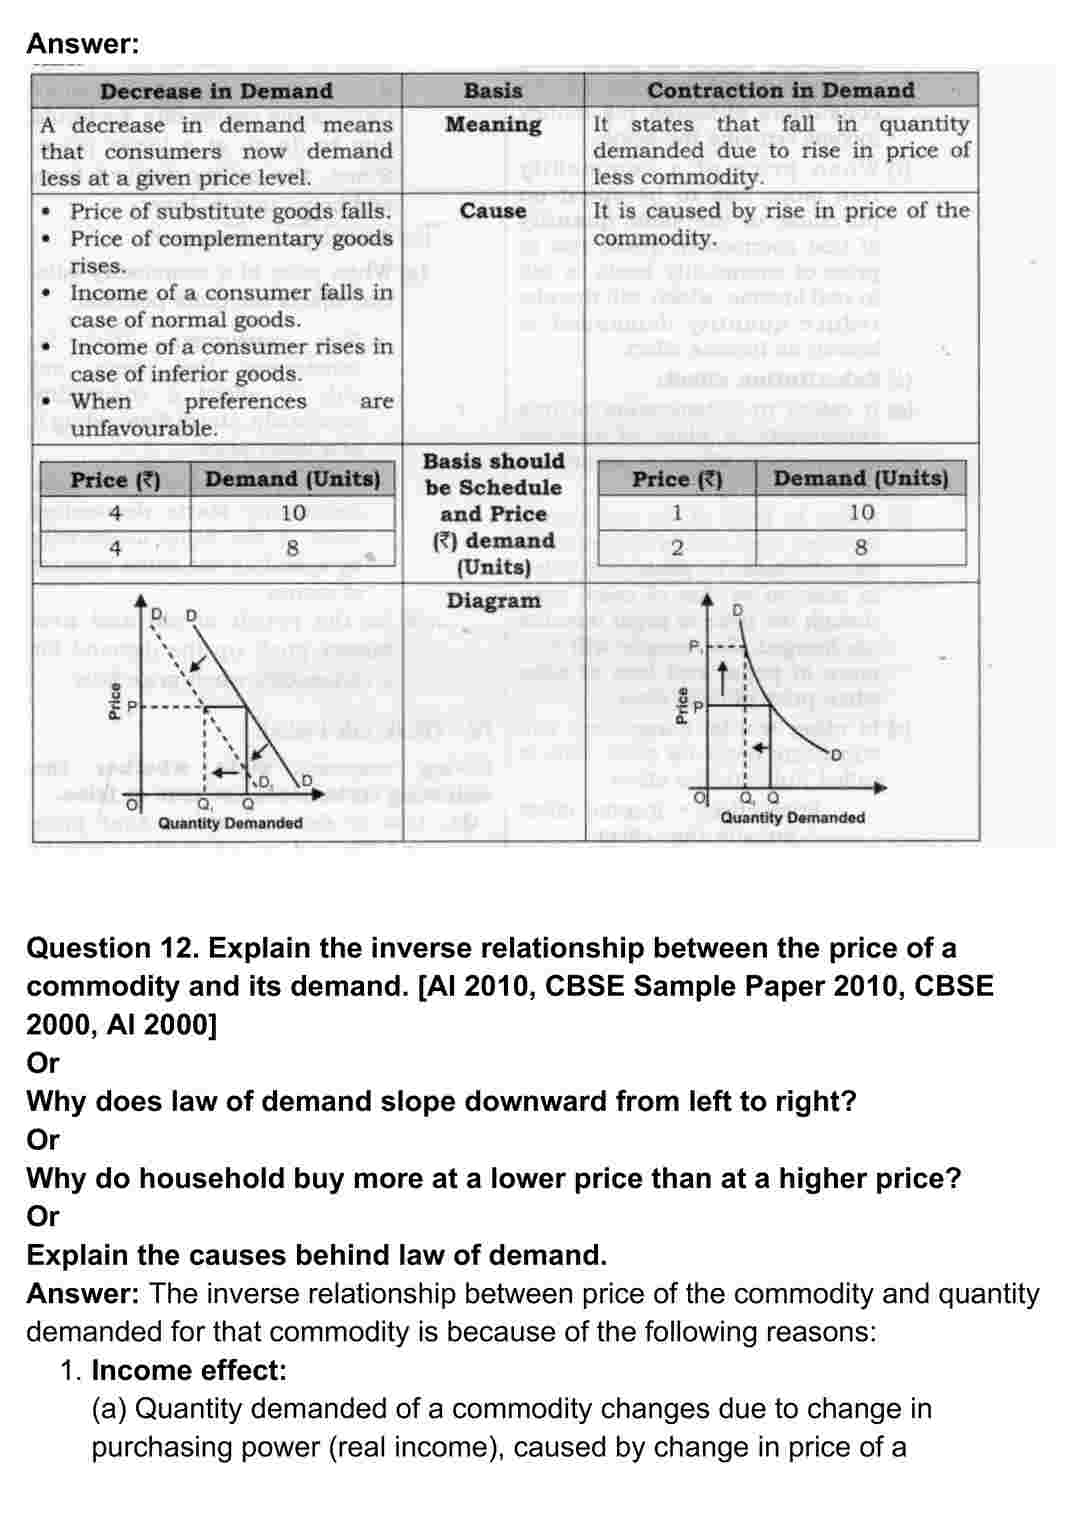 Answer:
Decrease in Demand
Basis
Contraction in Demand
A decrease in demand means
that consumers now demand
less at a given price level.
Meaning
It states that fall in quantity
demanded due to rise in price of
less commodity.
• Price of substitute goods falls.
• Price of complementary goods
rises.
• Income of a consumer falls in
case of normal goods.
• Income of a consumer rises in
case of inferior goods.
• When preferences are
unfavourable.
Cause
It is caused by rise in price of the
commodity.
Price (₹) Demand (Units)
4 10
4 8
Basis should
be Schedule
and Price
(₹) demand
(Units)
Price (₹) Demand (Units)
1 10
2 8
D₁ D
Price
P
D₁ D
O Q₁ Q
Quantity Demanded
Diagram
D
P₁
Price
P
D
O Q₁ Q
Quantity Demanded
Question 12. Explain the inverse relationship between the price of a
commodity and its demand. [AI 2010, CBSE Sample Paper 2010, CBSE
2000, AI 2000]
Or
Why does law of demand slope downward from left to right?
Or
Why do household buy more at a lower price than at a higher price?
Or
Explain the causes behind law of demand.
Answer: The inverse relationship between price of the commodity and quantity
demanded for that commodity is because of the following reasons:
1. Income effect:
(a) Quantity demanded of a commodity changes due to change in
purchasing power (real income), caused by change in price of a